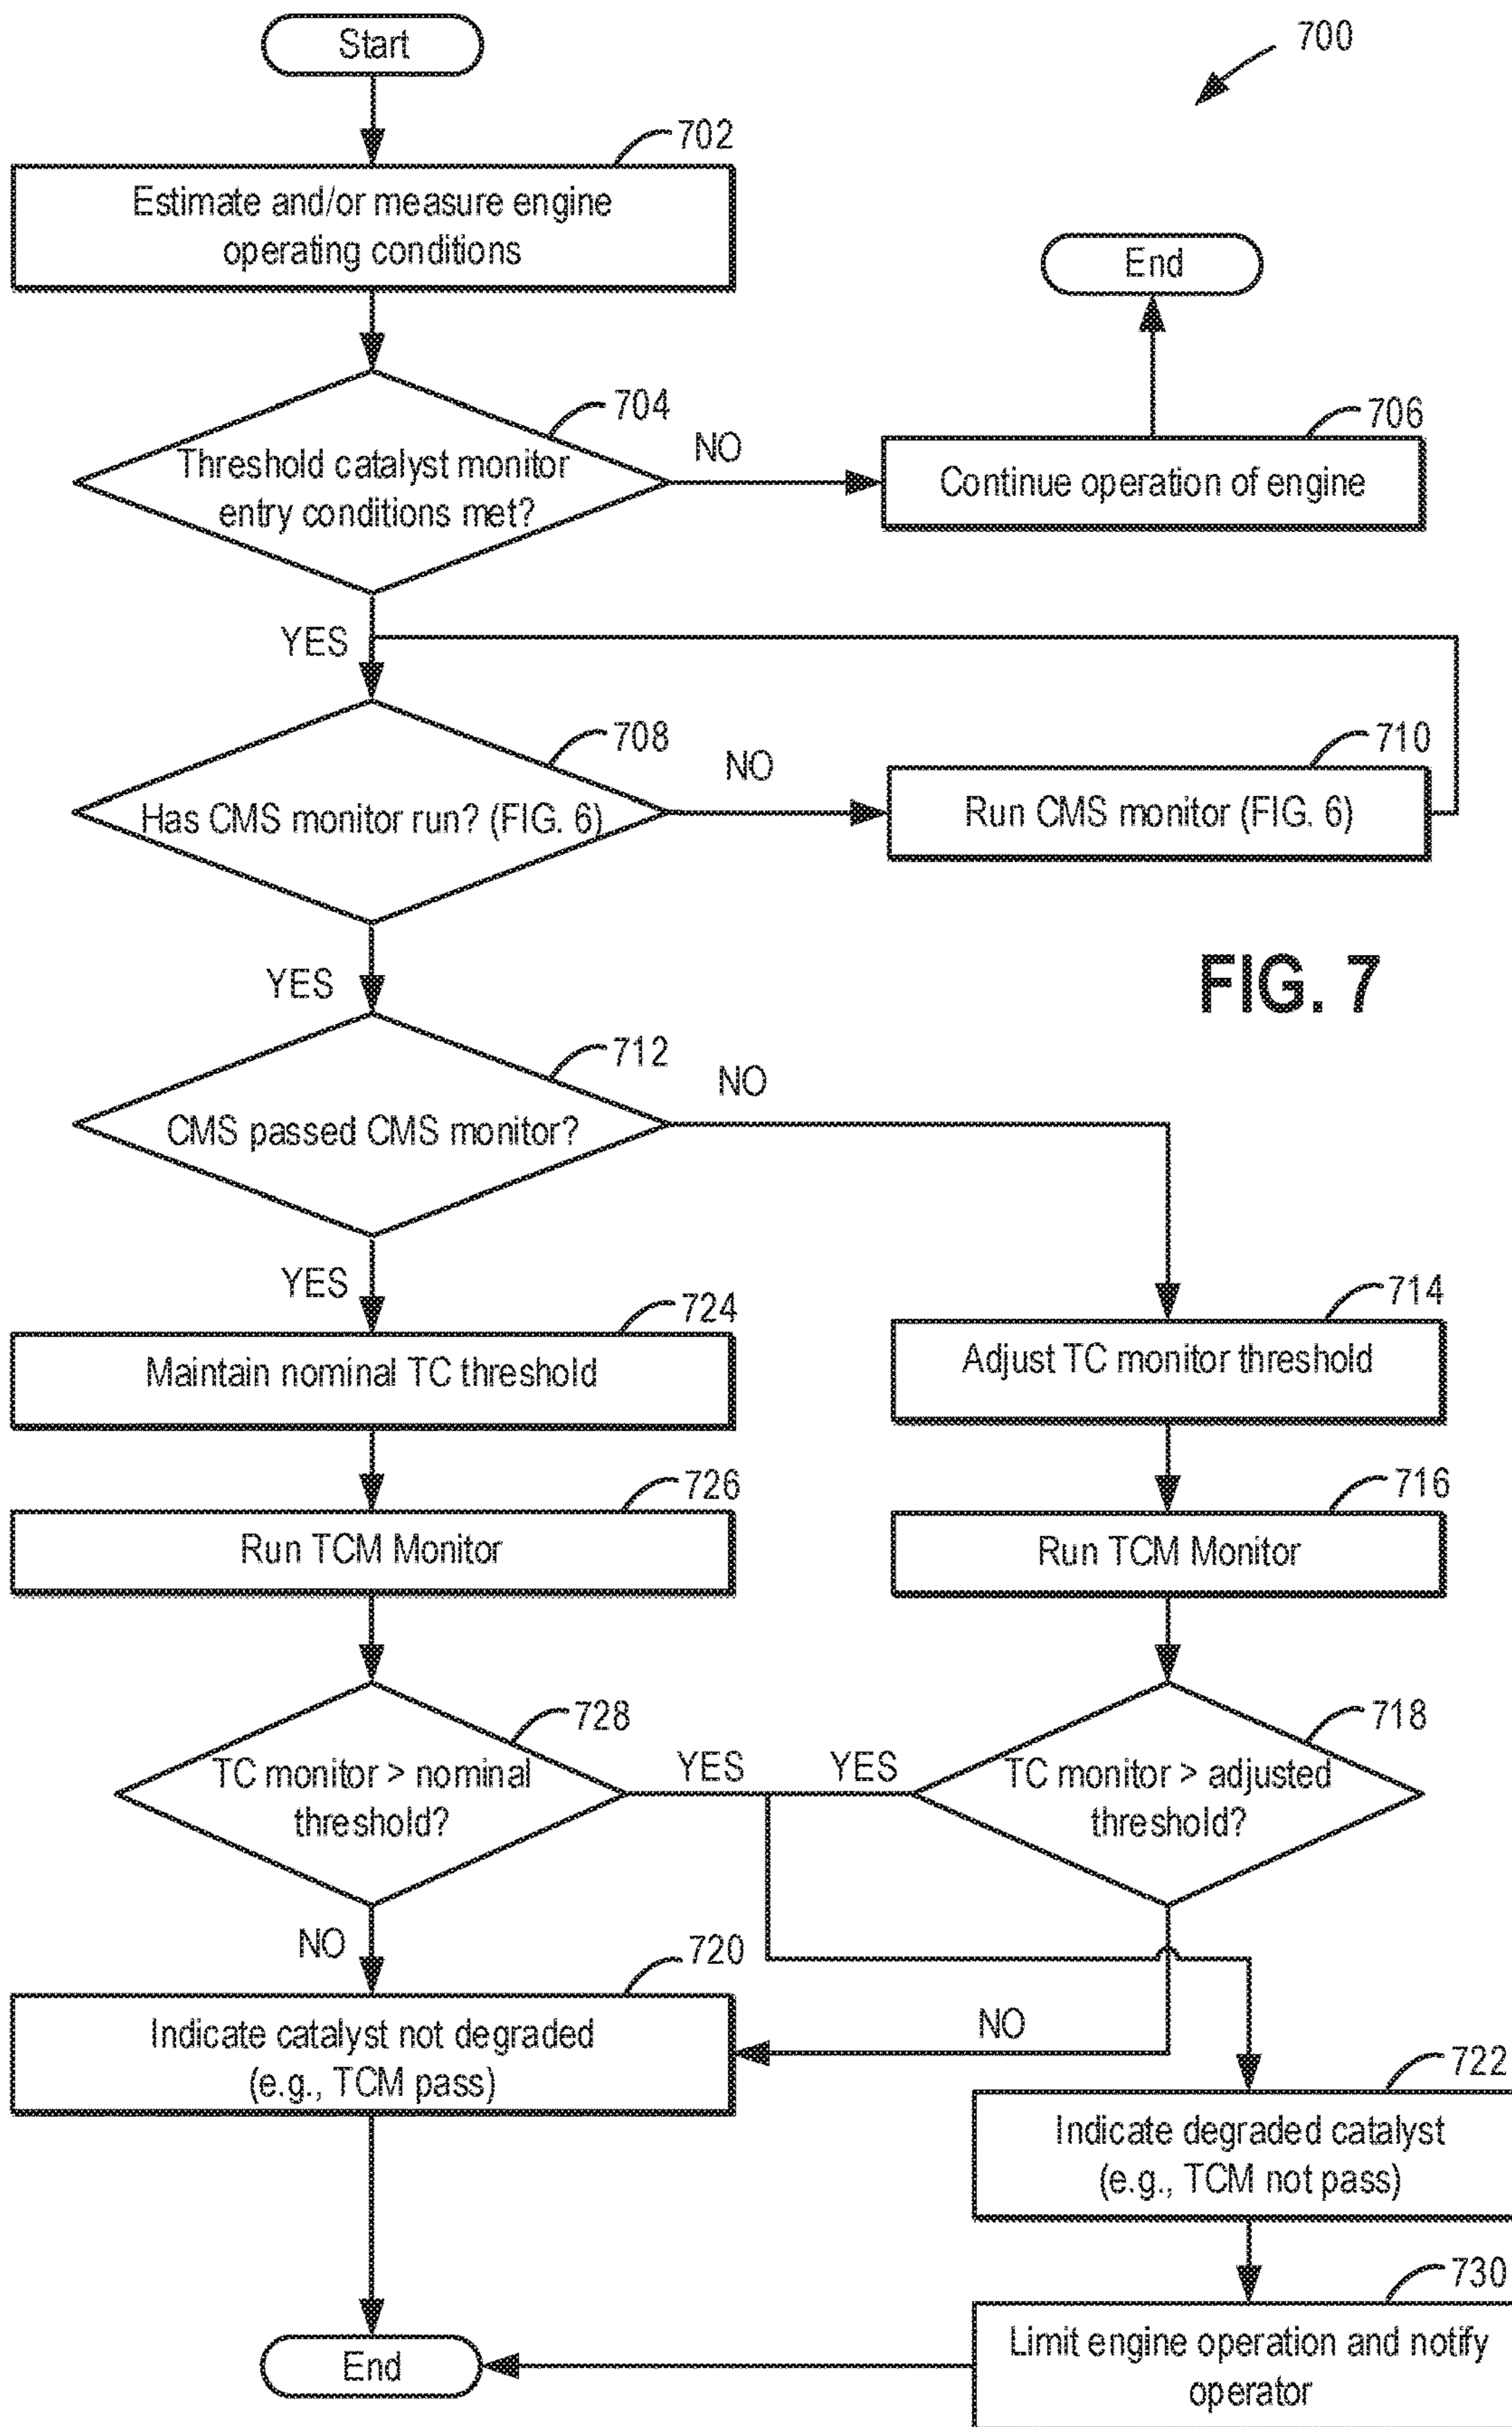 Start
700
702
Estimate and/or measure engine
operating conditions
End
704
Threshold catalyst monitor
entry conditions met?
NO
706
Continue operation of engine
YES
708
Has CMS monitor run? (FIG. 6)
NO
710
Run CMS monitor (FIG. 6)
YES
FIG. 7
712
CMS passed CMS monitor?
NO
YES
724
Maintain nominal TC threshold
714
Adjust TC monitor threshold
726
Run TCM Monitor
716
Run TCM Monitor
728
TC monitor > nominal
threshold?
YES
YES
718
TC monitor > adjusted
threshold?
NO
720
Indicate catalyst not degraded
(e.g., TCM pass)
NO
722
Indicate degraded catalyst
(e.g., TCM not pass)
730
Limit engine operation and notify
operator
End